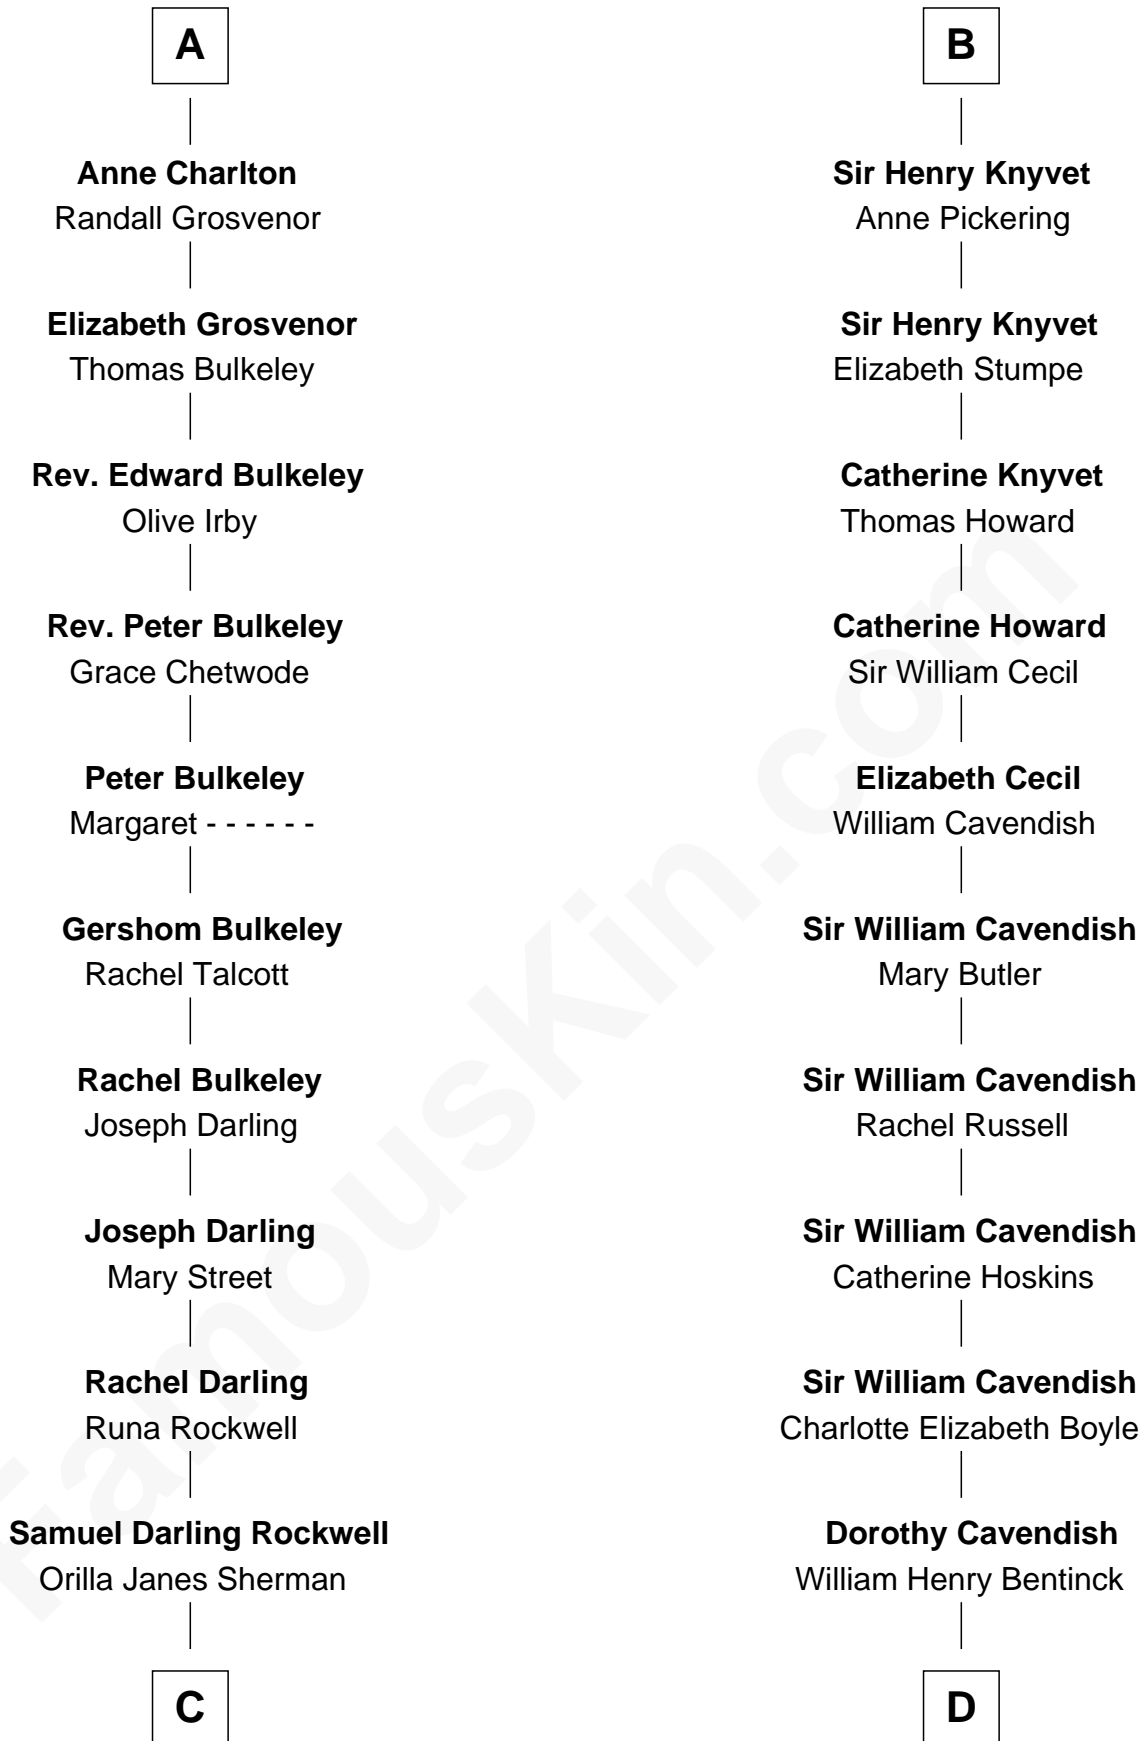 A
Anne Charlton
Randall Grosvenor
Elizabeth Grosvenor
Thomas Bulkeley
Rev. Edward Bulkeley
Olive Irby
Rev. Peter Bulkeley
Grace Chetwode
Peter Bulkeley
Margaret - - - - - -
Gershom Bulkeley
Rachel Talcott
Rachel Bulkeley
Joseph Darling
Joseph Darling
Mary Street
Rachel Darling
Runa Rockwell
Samuel Darling Rockwell
Orilla Janes Sherman
C
B
Sir Henry Knyvet
Anne Pickering
Sir Henry Knyvet
Elizabeth Stumpe
Catherine Knyvet
Thomas Howard
Catherine Howard
Sir William Cecil
Elizabeth Cecil
William Cavendish
Sir William Cavendish
Mary Butler
Sir William Cavendish
Rachel Russell
Sir William Cavendish
Catherine Hoskins
Sir William Cavendish
Charlotte Elizabeth Boyle
Dorothy Cavendish
William Henry Bentinck
D
FamousKin.com